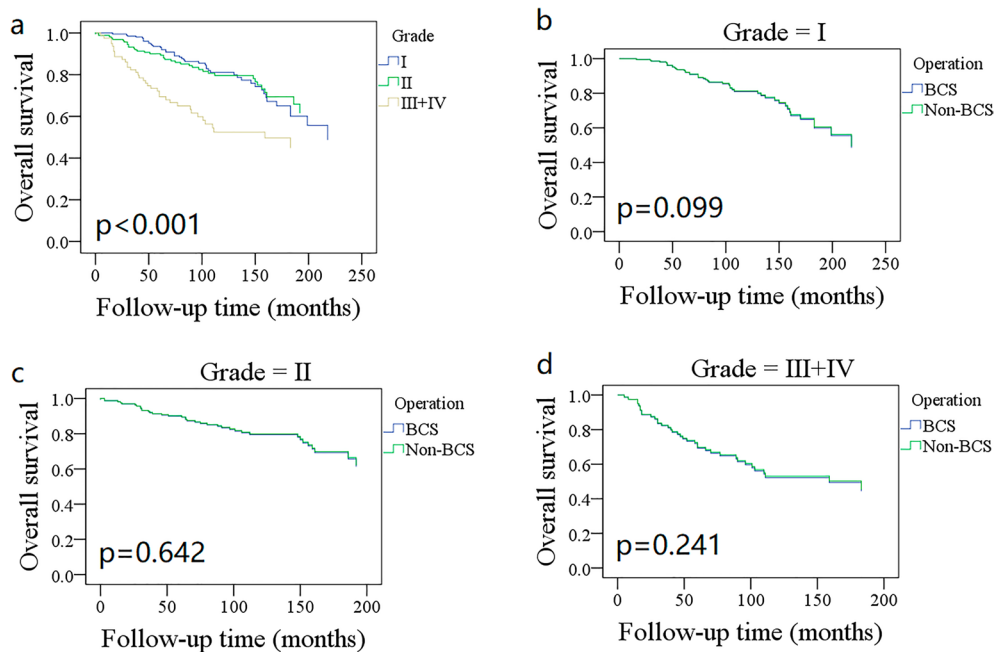 a
Grade
I
II
III+IV
Overall survival
1.0
0.8
0.6
0.4
0.2
0.0
p<0.001
0 50 100 150 200 250
Follow-up time (months)
b
Grade = I
Operation
BCS
Non-BCS
Overall survival
1.0
0.8
0.6
0.4
0.2
0.0
p=0.099
0 50 100 150 200 250
Follow-up time (months)
c
Grade = II
Operation
BCS
Non-BCS
Overall survival
1.0
0.8
0.6
0.4
0.2
0.0
p=0.642
0 50 100 150 200
Follow-up time (months)
d
Grade = III+IV
Operation
BCS
Non-BCS
Overall survival
1.0
0.8
0.6
0.4
0.2
0.0
p=0.241
0 50 100 150 200
Follow-up time (months)